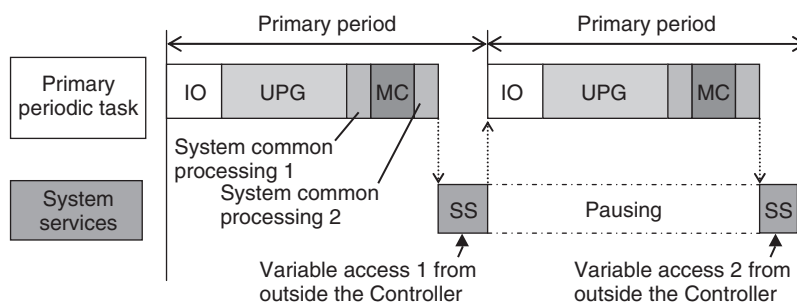 Primary period
Primary period
Primary
periodic task
IO
UPG
MC
IO
UPG
MC
System common
processing 1
System common
processing 2
System
services
SS
Pausing
SS
Variable access 1 from
outside the Controller
Variable access 2 from
outside the Controller